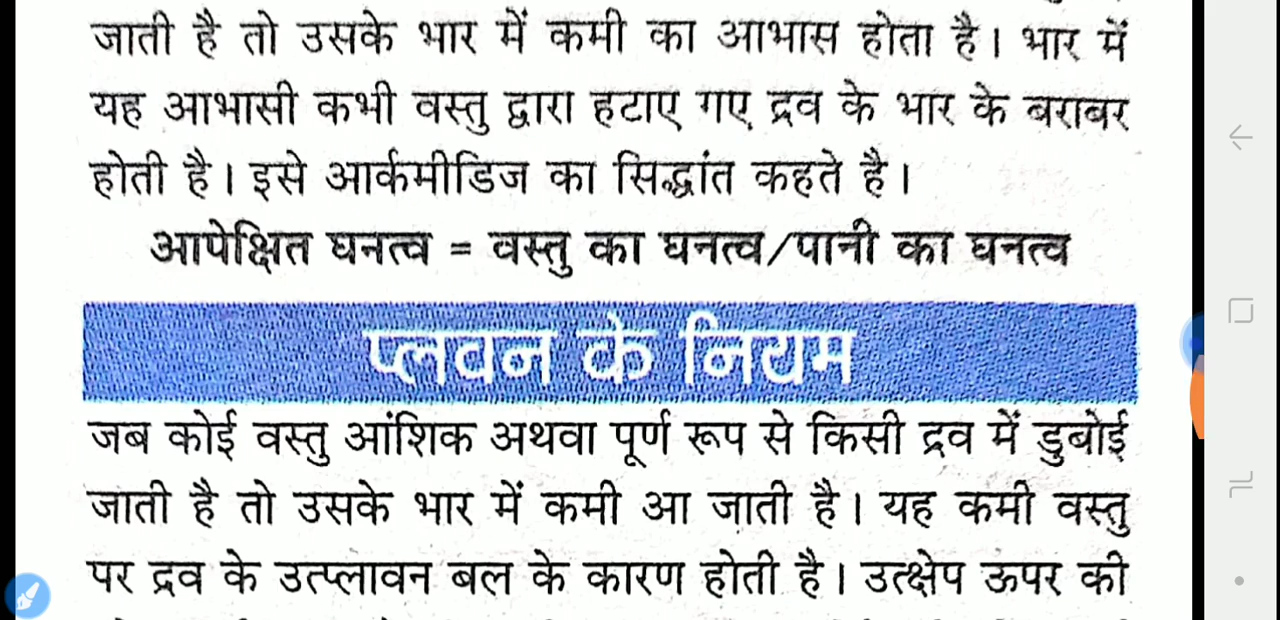 जाती है तो उसके भार में कमी का आभास होता है। भार में
यह आभासी कभी वस्तु द्वारा हटाए गए द्रव के भार के बराबर
होती है। इसे आर्कमीडिज का सिद्धांत कहते है।
आपेक्षित घनत्व = वस्तु का घनत्व/पानी का घनत्व
प्लवन के नियम
जब कोई वस्तु आंशिक अथवा पूर्ण रूप से किसी द्रव में डुबोई
जाती है तो उसके भार में कमी आ जाती है। यह कमी वस्तु
पर द्रव के उत्प्लावन बल के कारण होती है। उत्क्षेप ऊपर की